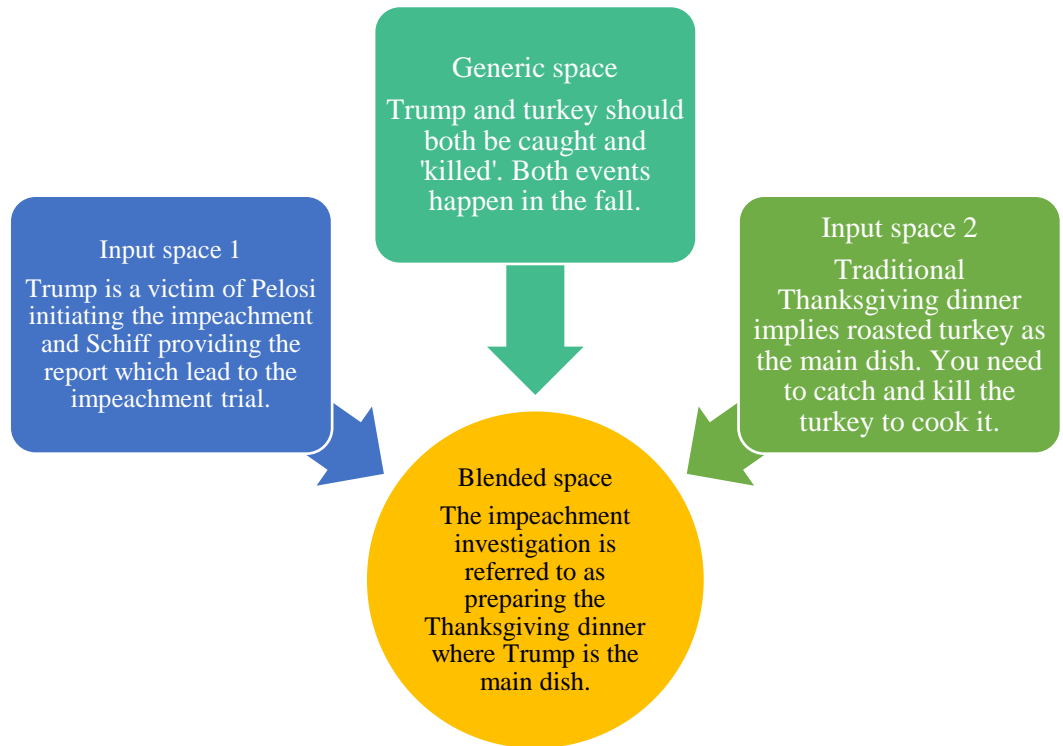 Generic space
Trump and turkey should
both be caught and
'killed'. Both events
happen in the fall.
Input space 1
Trump is a victim of Pelosi
initiating the impeachment
and Schiff providing the
report which lead to the
impeachment trial.
Input space 2
Traditional
Thanksgiving dinner
implies roasted turkey as
the main dish. You need
to catch and kill the
turkey to cook it.
Blended space
The impeachment
investigation is
referred to as
preparing the
Thanksgiving dinner
where Trump is the
main dish.